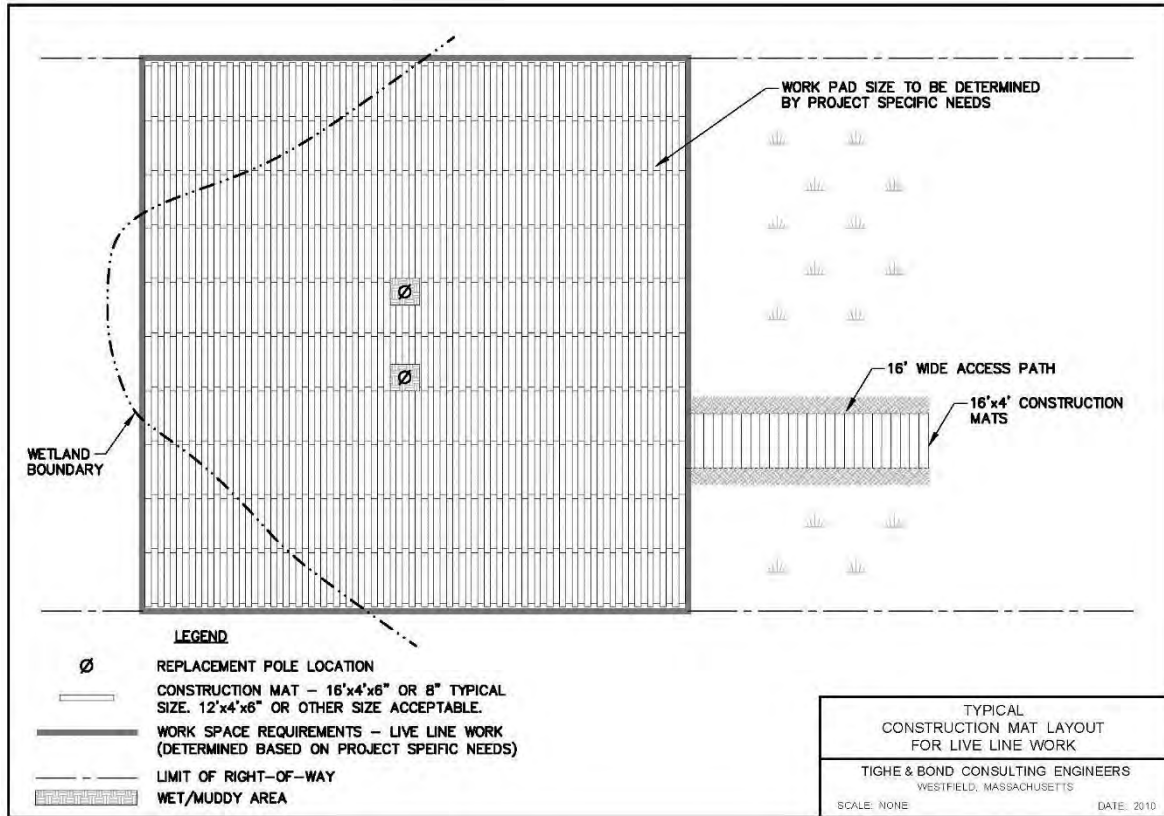 WORK PAD SIZE TO BE DETERMINED
BY PROJECT SPECIFIC NEEDS
Ø
Ø
16' WIDE ACCESS PATH
16'x4' CONSTRUCTION
MATS
WETLAND
BOUNDARY
LEGEND
Ø REPLACEMENT POLE LOCATION
CONSTRUCTION MAT – 16'x4'x6" OR 8" TYPICAL
SIZE. 12'x4'x6" OR OTHER SIZE ACCEPTABLE.
WORK SPACE REQUIREMENTS – LIVE LINE WORK
(DETERMINED BASED ON PROJECT SPEIFIC NEEDS)
LIMIT OF RIGHT–OF–WAY
WET/MUDDY AREA
TYPICAL
CONSTRUCTION MAT LAYOUT
FOR LIVE LINE WORK
TIGHE & BOND CONSULTING ENGINEERS
WESTFIELD, MASSACHUSETTS
SCALE: NONE DATE: 2010